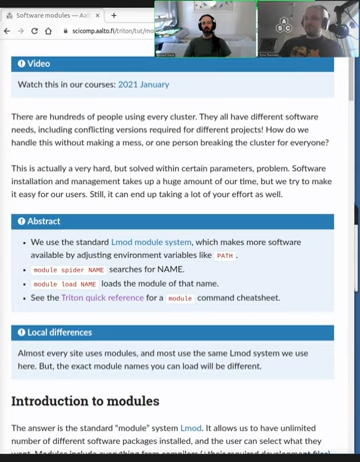 Software modules — Aalt
scicomp.aalto.fi/triton/tut/mo
Video
Watch this in our courses: 2021 January
There are hundreds of people using every cluster. They all have different software
needs, including conflicting versions required for different projects! How do we
handle this without making a mess, or one person breaking the cluster for everyone?
This is actually a very hard, but solved within certain parameters, problem. Software
installation and management takes up a huge amount of our time, but we try to make
it easy for our users. Still, it can end up taking a lot of your effort as well.
Abstract
• We use the standard Lmod module system, which makes more software
available by adjusting environment variables like PATH .
• module spider NAME searches for NAME.
• module load NAME loads the module of that name.
• See the Triton quick reference for a module command cheatsheet.
Local differences
Almost every site uses modules, and most use the same Lmod system we use
here. But, the exact module names you can load will be different.
Introduction to modules
The answer is the standard "module" system Lmod. It allows us to have unlimited
number of different software packages installed, and the user can select what they